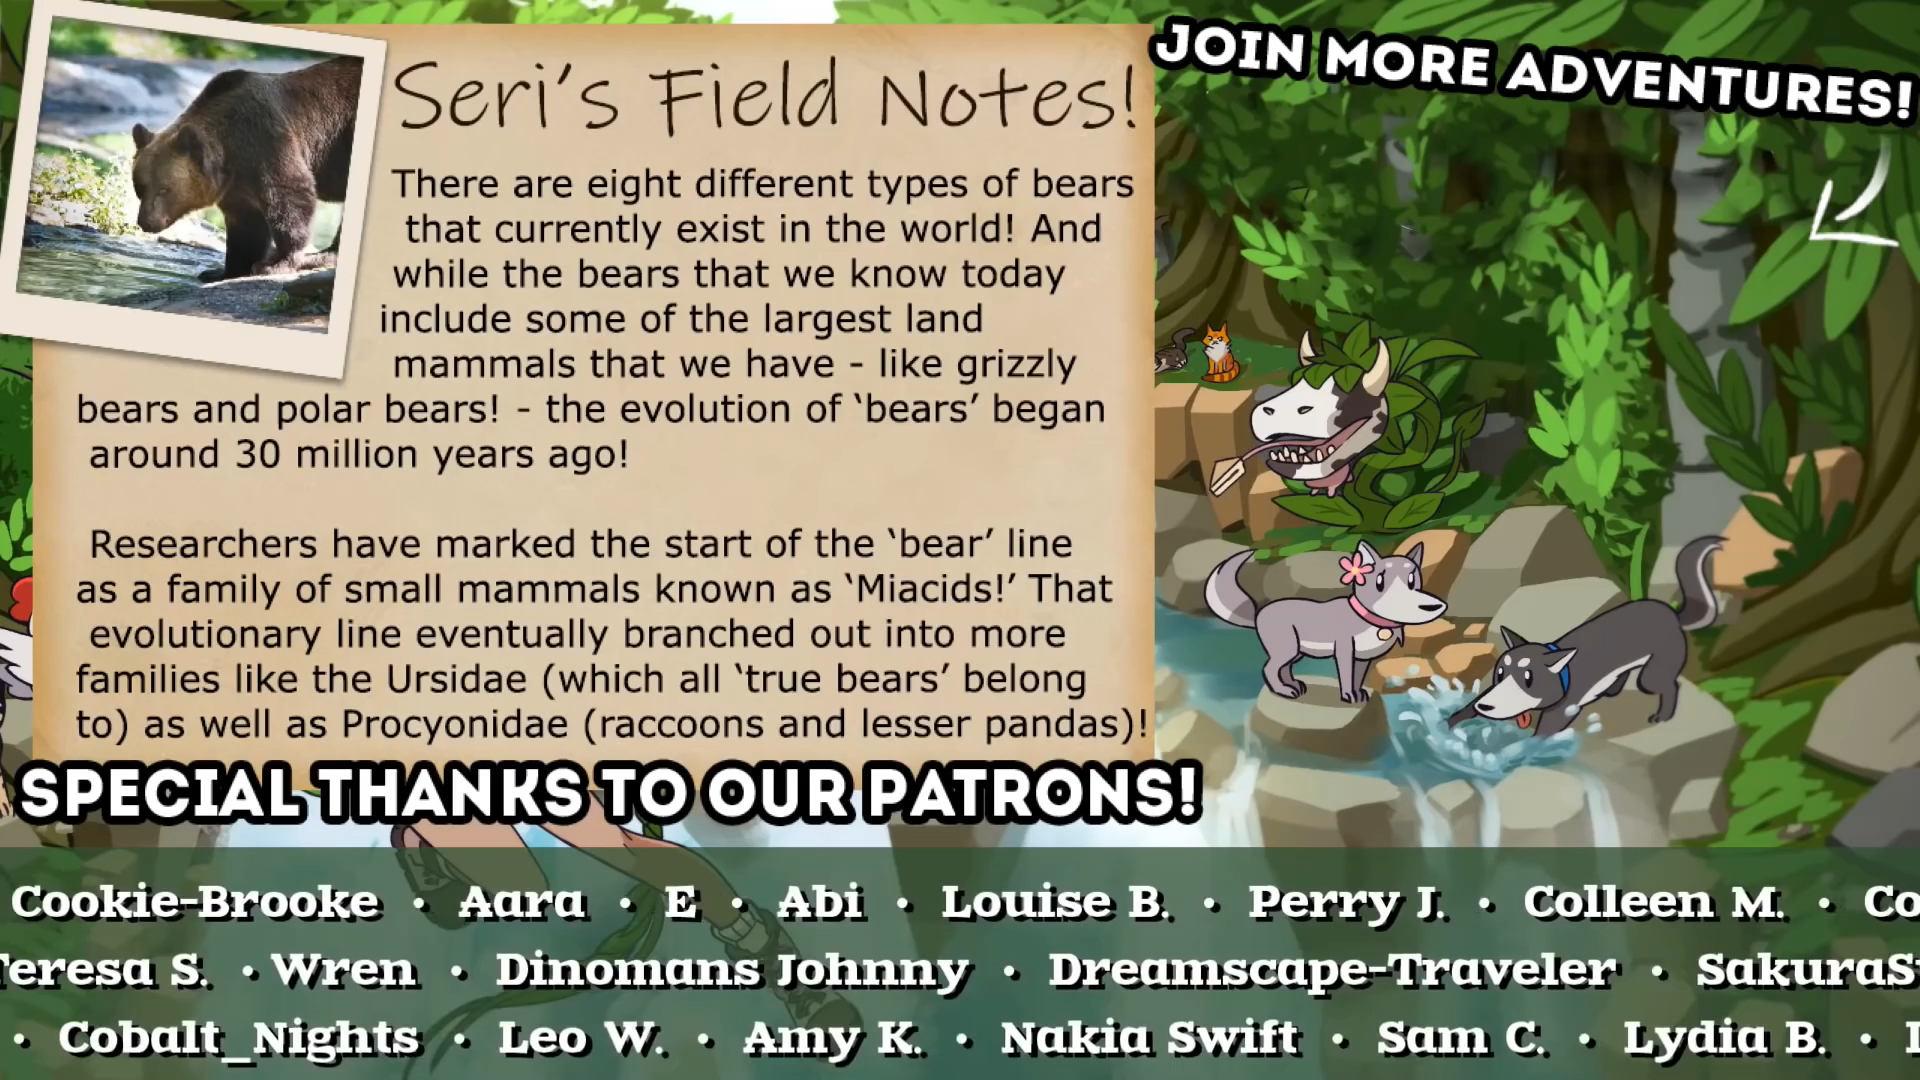 Seri's Field Notes!
JOIN MORE ADVENTURES!
There are eight different types of bears
that currently exist in the world! And
while the bears that we know today
include some of the largest land
mammals that we have - like grizzly
bears and polar bears! - the evolution of ‘bears’ began
around 30 million years ago!
Researchers have marked the start of the ‘bear’ line
as a family of small mammals known as ‘Miacids!’ That
evolutionary line eventually branched out into more
families like the Ursidae (which all ‘true bears’ belong
to) as well as Procyonidae (raccoons and lesser pandas)!
SPECIAL THANKS TO OUR PATRONS!
Cookie-Brooke · Aara · E · Abi · Louise B. · Perry J. · Colleen M. · Co
Teresa S. · Wren · Dinomans Johnny · Dreamscape-Traveler ·
· Cobalt_Nights · Leo W. · Amy K. · Nakia Swift · Sam C. · Lydia B. ·